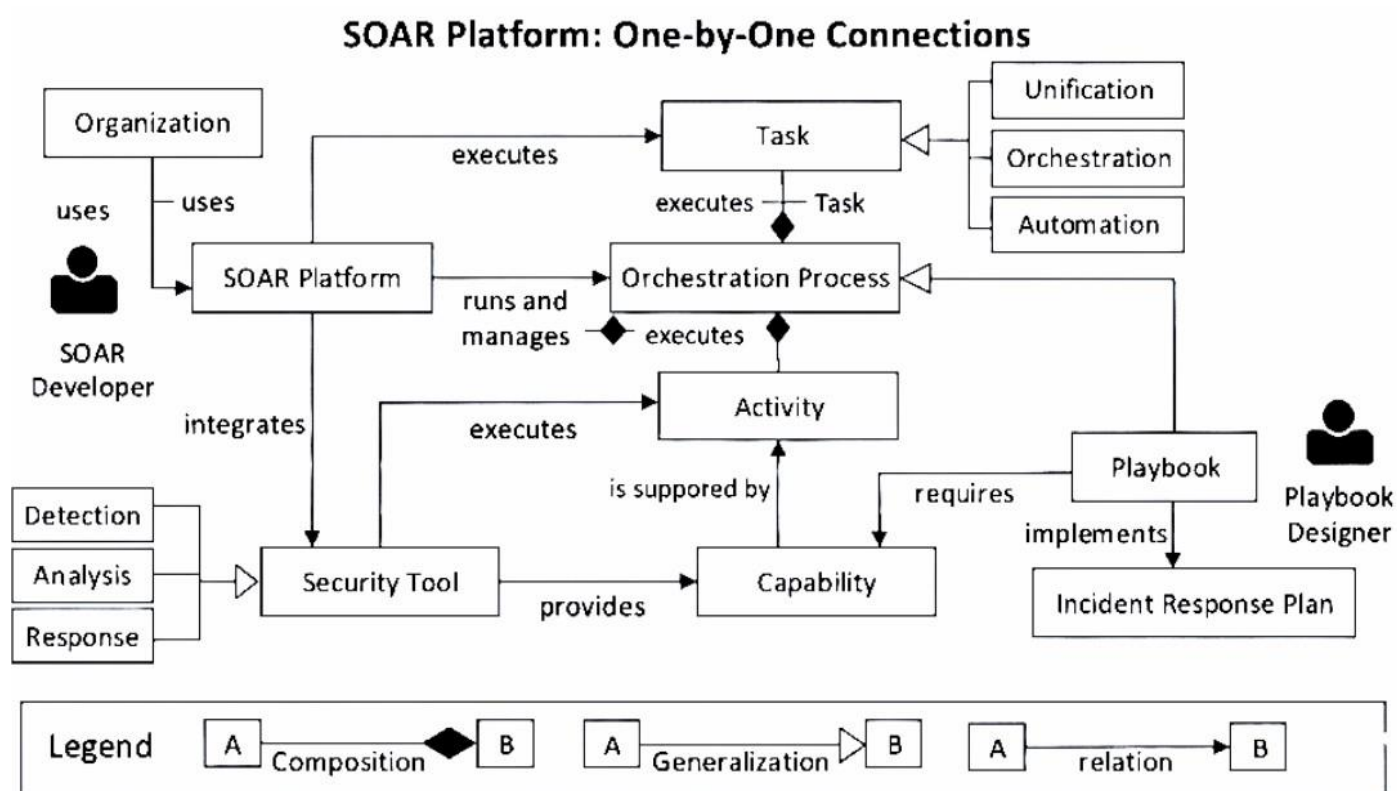 SOAR Platform: One-by-One Connections
Organization
uses
uses
SOAR
Developer
SOAR Platform
executes
Task
Unification
Orchestration
Automation
executes
Task
runs and
manages
Orchestration Process
executes
integrates
executes
Activity
is suppored by
requires
Playbook
Playbook
Designer
implements
Detection
Analysis
Response
Security Tool
provides
Capability
Incident Response Plan
Legend
A
Composition
B
A
Generalization
B
A
relation
B